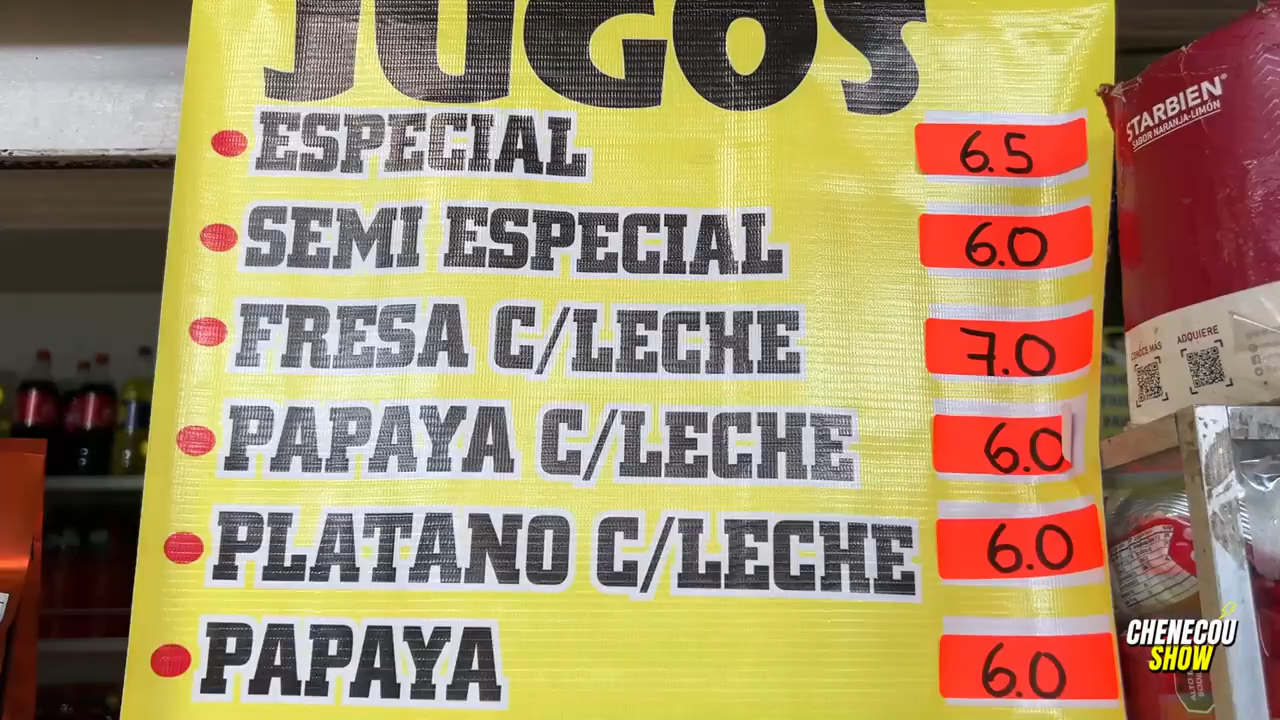 JUGOS
ESPECIAL 6.5
SEMI ESPECIAL 6.0
FRESA C/LECHE 7.0
PAPAYA C/LECHE 6.0
PLATANO C/LECHE 6.0
PAPAYA 6.0
STARBIEN®
SABOR NARANJA-LIMÓN
CONOCE MÁS
ADQUIERE
CHENECOU
SHOW